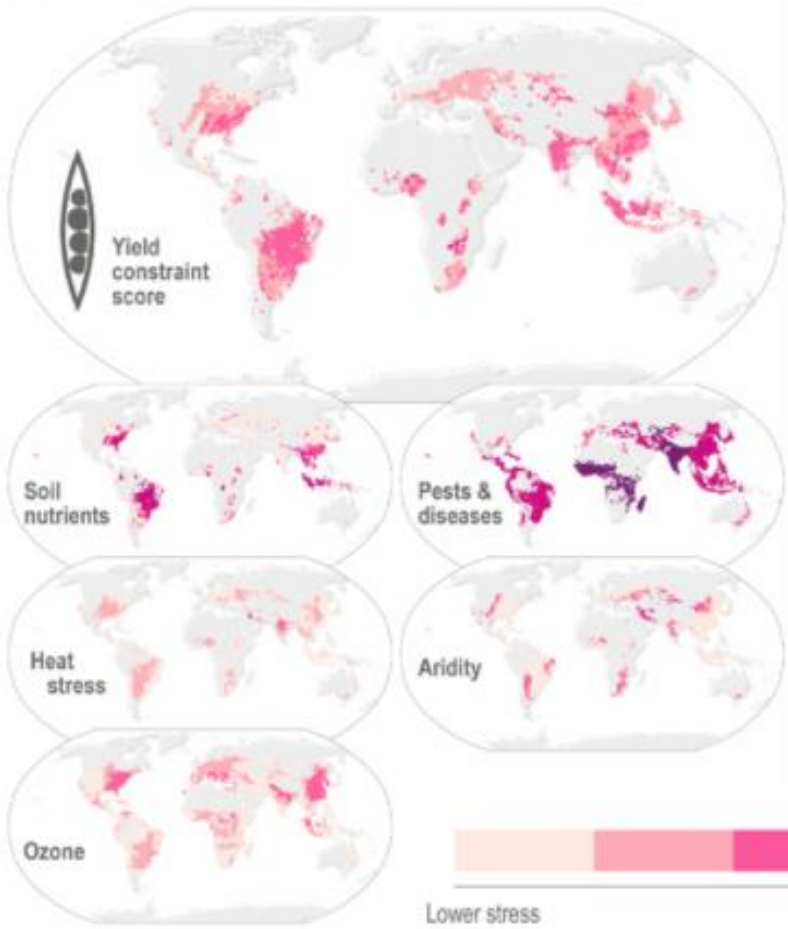 Yield
constraint
score
Soil
nutrients
Pests &
diseases
Heat
stress
Aridity
Ozone
Lower stress